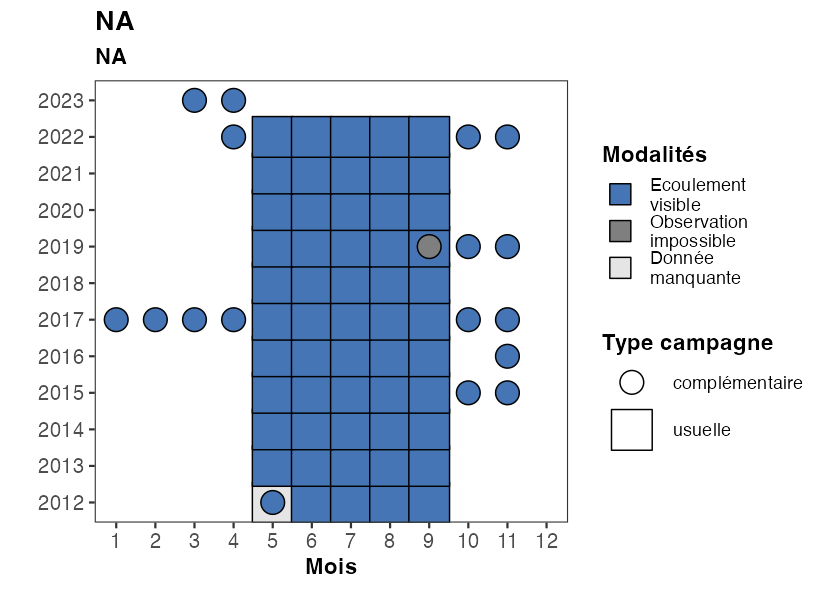 NA
NA
2023
2022
2021
2020
2019
2018
2017
2016
2015
2014
2013
2012
1 2 3 4 5 6 7 8 9 10 11 12
Mois
Modalités
Ecoulement
visible
Observation
impossible
Donnée
manquante
Type campagne
complémentaire
usuelle